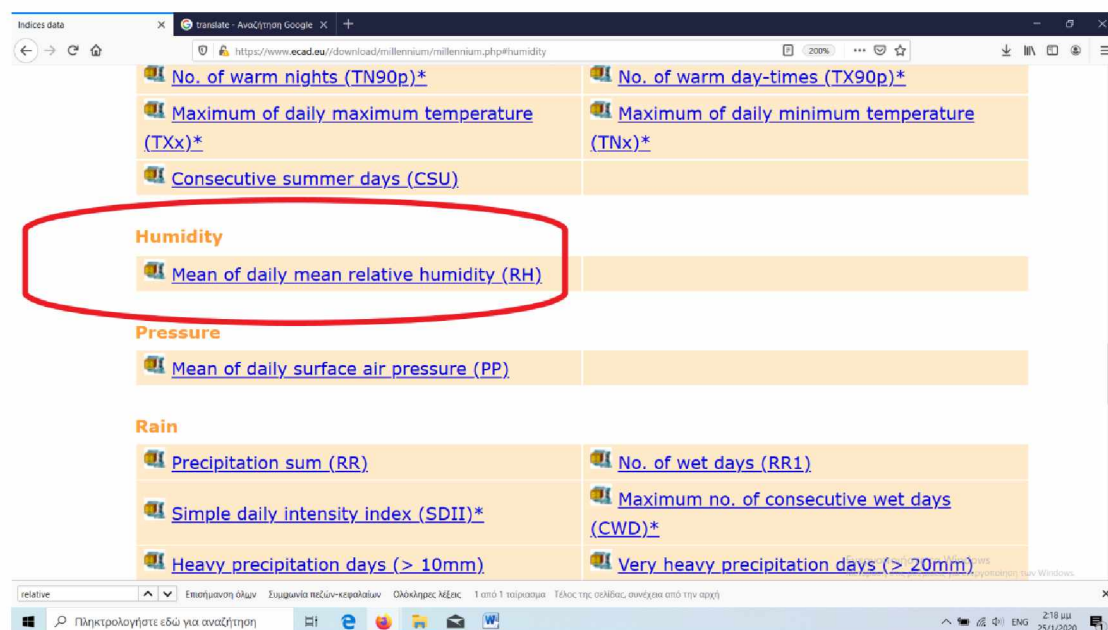 Indices data
translate - Αναζήτηση Google
https://www.ecad.eu//download/millennium/millennium.php#humidity
200%
No. of warm nights (TN90p)*
No. of warm day-times (TX90p)*
Maximum of daily maximum temperature
(TXx)*
Maximum of daily minimum temperature
(TNx)*
Consecutive summer days (CSU)
Humidity
Mean of daily mean relative humidity (RH)
Pressure
Mean of daily surface air pressure (PP)
Rain
Precipitation sum (RR)
No. of wet days (RR1)
Simple daily intensity index (SDII)*
Maximum no. of consecutive wet days
(CWD)*
Heavy precipitation days (> 10mm)
Very heavy precipitation days (> 20mm)
Windows
των Windows.
relative
Επισήμανση όλων Συμφωνία πεζών-κεφαλαίων Ολόκληρες λέξεις 1 από 1 ταίριασμα Τέλος της σελίδας, συνέχεια από την αρχή
Πληκτρολογήστε εδώ για αναζήτηση
ENG
2:18 μμ
25/1/2020